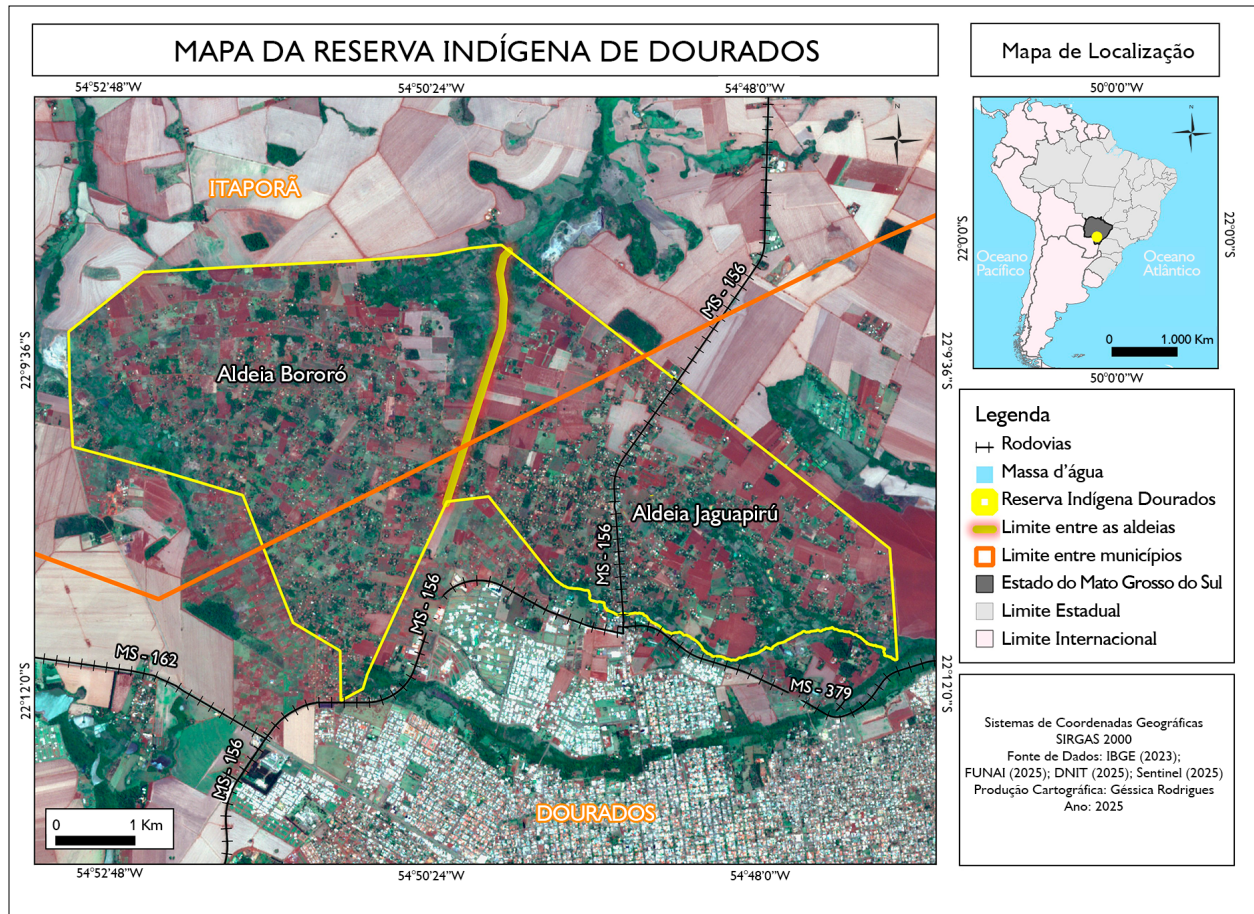 MAPA DA RESERVA INDÍGENA DE DOURADOS
Mapa de Localização
54°52'48"W
54°50'24"W
54°48'0"W
50°0'0"W
N
N
ITAPORÃ
22°0'0"S
22°0'0"S
Oceano
Pacífico
Oceano
Atlântico
MS - 156
0
1.000 Km
22°9'36"S
22°9'36"S
Aldeia Bororó
50°0'0"W
Legenda
Rodovias
Massa d'água
Reserva Indígena Dourados
Limite entre as aldeias
Limite entre municípios
Estado do Mato Grosso do Sul
Limite Estadual
Limite Internacional
Aldeia Jaguapirú
MS - 156
MS - 156
MS - 162
MS - 379
22°12'0"S
22°12'0"S
MS - 156
DOURADOS
0
1 Km
54°52'48"W
54°50'24"W
54°48'0"W
Sistemas de Coordenadas Geográficas
SIRGAS 2000
Fonte de Dados: IBGE (2023);
FUNAI (2025); DNIT (2025); Sentinel (2025)
Produção Cartográfica: Géssica Rodrigues
Ano: 2025